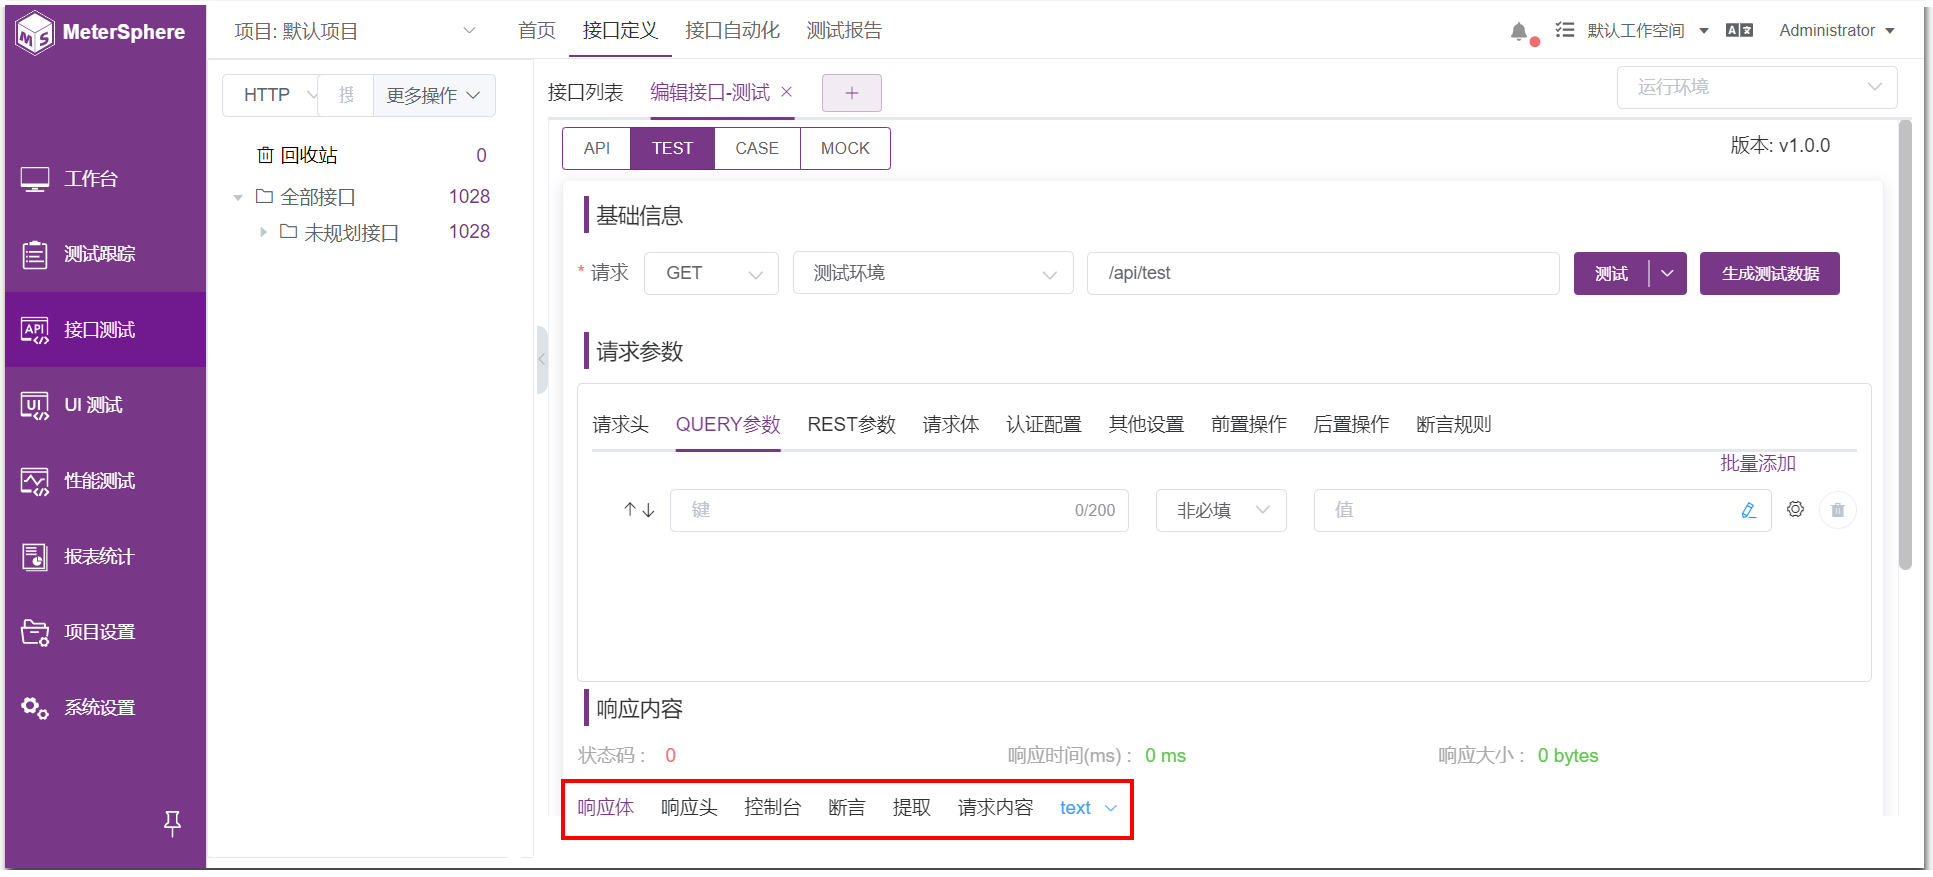 MeterSphere
项目: 默认项目
首页 接口定义 接口自动化 测试报告
默认工作空间
Administrator
HTTP
更多操作
接口列表 编辑接口-测试
运行环境
回收站 0
全部接口 1028
未规划接口 1028
工作台
测试跟踪
接口测试
UI 测试
性能测试
报表统计
项目设置
系统设置
API TEST CASE MOCK
版本: v1.0.0
基础信息
* 请求 GET 测试环境 /api/test 测试 生成测试数据
请求参数
请求头 QUERY参数 REST参数 请求体 认证配置 其他设置 前置操作 后置操作 断言规则
批量添加
键 0/200 非必填 值
响应内容
状态码 : 0 响应时间(ms) : 0 ms 响应大小 : 0 bytes
响应体 响应头 控制台 断言 提取 请求内容 text